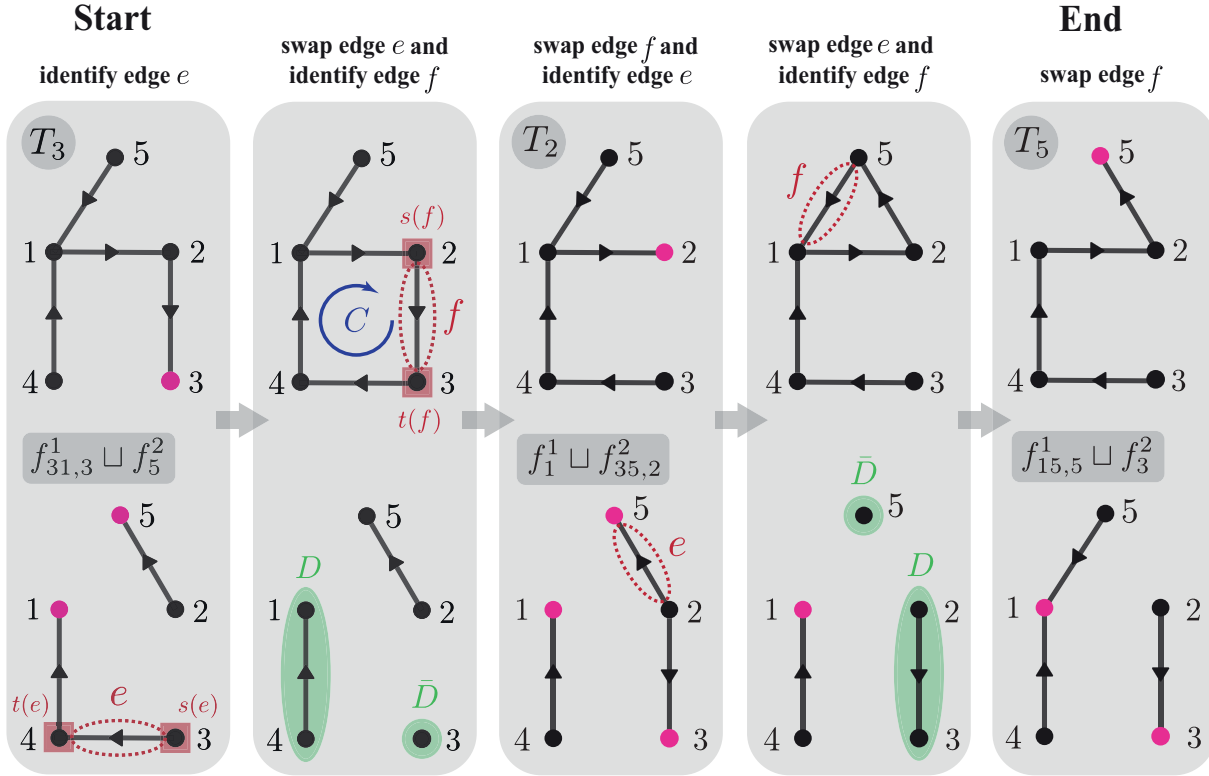 Start
End
swap edge e and
swap edge f and
swap edge e and
identify edge e
identify edge f
identify edge e
identify edge f
swap edge f
T_3
5
1
2
4
3
f^1_{31,3} ⊔ f^2_5
5
1
2
t(e)
e
s(e)
4
3
5
s(f)
1
2
C
f
4
3
t(f)
5
D
1
2
D̄
4
3
T_2
5
1
2
4
3
f^1_1 ⊔ f^2_{35,2}
5
e
1
2
4
3
5
f
1
2
4
3
D̄
5
D
1
2
4
3
T_5
5
1
2
4
3
f^1_{15,5} ⊔ f^2_3
5
1
2
4
3